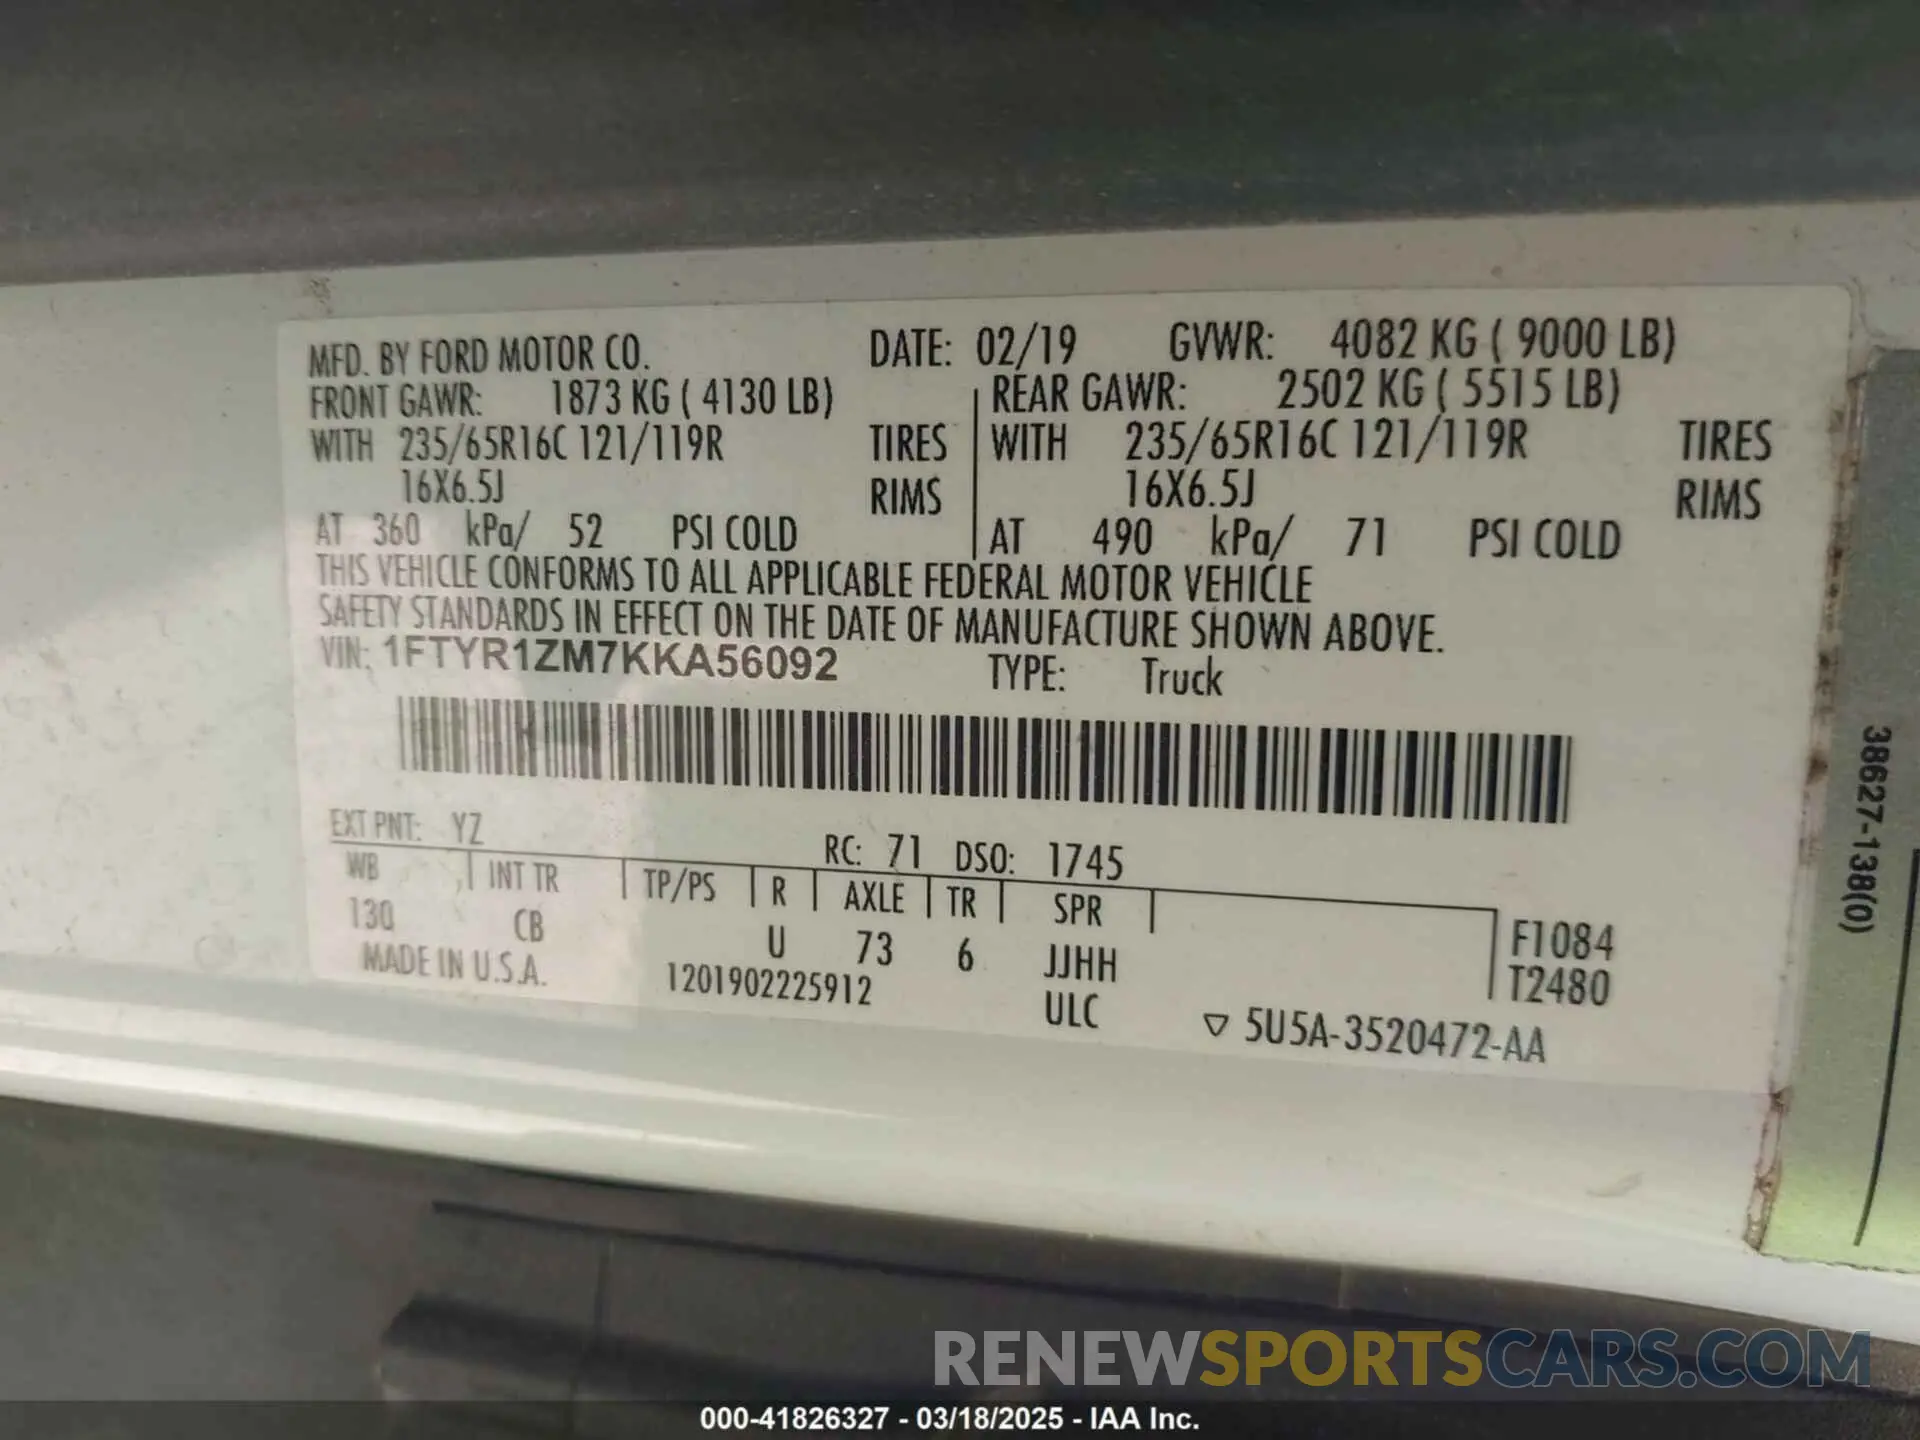 MFD. BY FORD MOTOR CO. DATE: 02/19 GVWR: 4082 KG ( 9000 LB)
FRONT GAWR: 1873 KG ( 4130 LB) REAR GAWR: 2502 KG ( 5515 LB)
WITH 235/65R16C 121/119R TIRES WITH 235/65R16C 121/119R TIRES
16X6.5J RIMS 16X6.5J RIMS
AT 360 kPa/ 52 PSI COLD AT 490 kPa/ 71 PSI COLD
THIS VEHICLE CONFORMS TO ALL APPLICABLE FEDERAL MOTOR VEHICLE
SAFETY STANDARDS IN EFFECT ON THE DATE OF MANUFACTURE SHOWN ABOVE.
VIN: 1FTYR1ZM7KKA56092 TYPE: Truck
EXT PNT: YZ RC: 71 DSO: 1745
WB INT TR TP/PS R AXLE TR SPR
130 CB U 73 6 JJHH F1084
MADE IN U.S.A. 1201902225912 ULC T2480
▽ 5U5A-3520472-AA
38627-138(0)
RENEWSPORTSCARS.COM
000-41826327 - 03/18/2025 - IAA Inc.